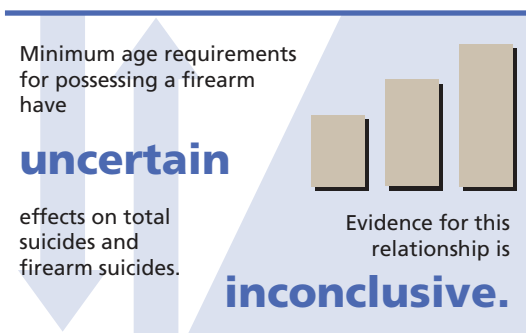 Minimum age requirements
for possessing a firearm
have
uncertain
effects on total
suicides and
firearm suicides.
Evidence for this
relationship is
inconclusive.